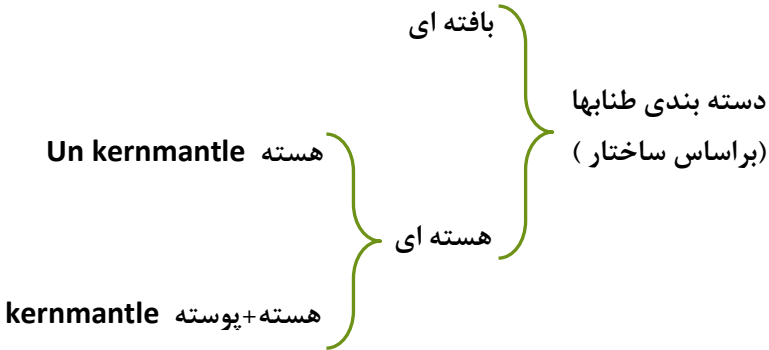 دسته بندی طنابها
(براساس ساختار )
بافته ای
هسته ای
هسته Un kernmantle
هسته+پوسته kernmantle